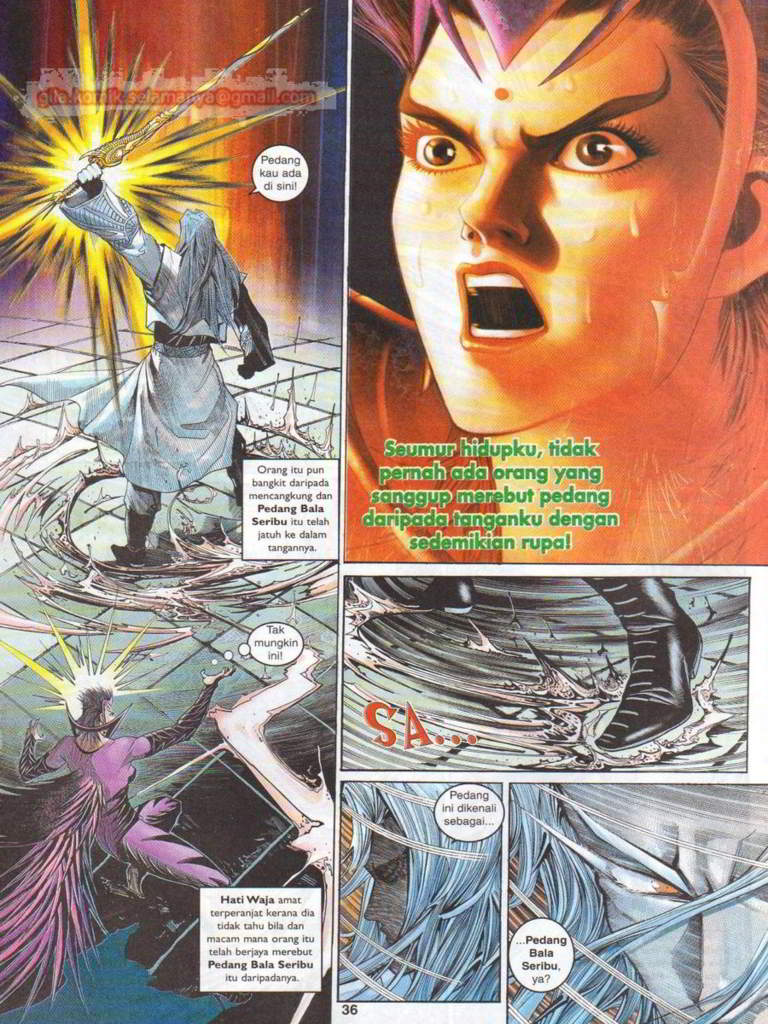 gila.komik.selamanya@gmail.com
Pedang
kau ada
di sini!
Orang itu pun
bangkit daripada
mencangkung dan
Pedang Bala
Seribu itu telah
jatuh ke dalam
tangannya.
Tak
mungkin
ini!
Hati Waja amat
terperanjat kerana dia
tidak tahu bila dan
macam mana orang itu
telah berjaya merebut
Pedang Bala Seribu
itu daripadanya.
Seumur hidupku, tidak
pernah ada orang yang
sanggup merebut pedang
daripada tanganku dengan
sedemikian rupa!
SA...
Pedang
ini dikenali
sebagai...
...Pedang
Bala
Seribu,
ya?
36